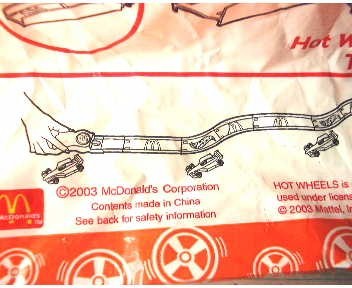 Hot W
T
©2003 McDonald's Corporation
Contents made in China
See back for safety information
McDonald's
HOT WHEELS is
used under licens
© 2003 Mattel, In